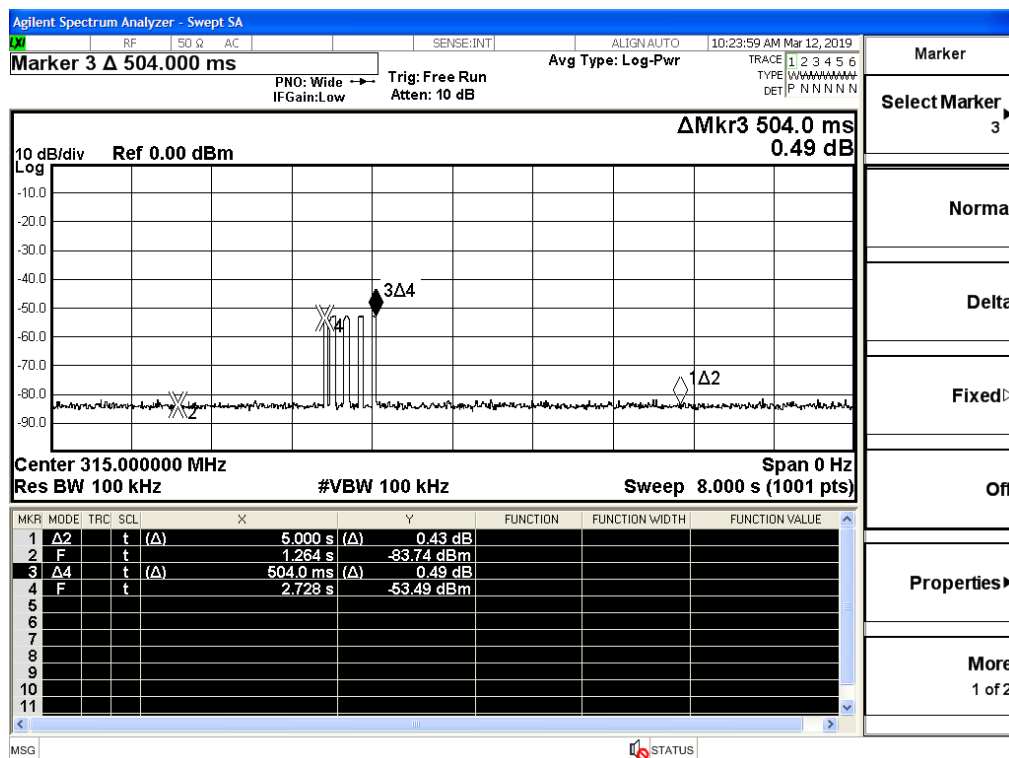 Agilent Spectrum Analyzer - Swept SA
LXI RF 50 Ω AC SENSE:INT ALIGN AUTO 10:23:59 AM Mar 12, 2019
Marker 3 Δ 504.000 ms
PNO: Wide
IFGain:Low
Trig: Free Run
Atten: 10 dB
Avg Type: Log-Pwr
TRACE 1 2 3 4 5 6
TYPE
DET P N N N N N
ΔMkr3 504.0 ms
0.49 dB
10 dB/div Ref 0.00 dBm
Log
-10.0
-20.0
-30.0
-40.0
-50.0
-60.0
-70.0
-80.0
-90.0
3Δ4
4
1Δ2
2
Center 315.000000 MHz Span 0 Hz
Res BW 100 kHz #VBW 100 kHz Sweep 8.000 s (1001 pts)
MKR MODE TRC SCL X Y FUNCTION FUNCTION WIDTH FUNCTION VALUE
1 Δ2 t (Δ) 5.000 s (Δ) 0.43 dB
2 F t 1.264 s -83.74 dBm
3 Δ4 t (Δ) 504.0 ms (Δ) 0.49 dB
4 F t 2.728 s -53.49 dBm
5
6
7
8
9
10
11
MSG STATUS
Marker
Select Marker
3
Norma
Delta
Fixed
Of
Properties
More
1 of 2